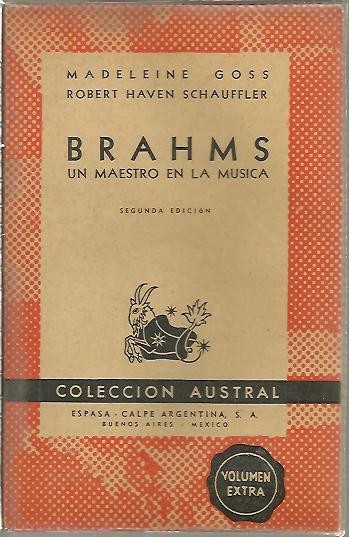 MADELEINE GOSS
ROBERT HAVEN SCHAUFFLER
BRAHMS
UN MAESTRO EN LA MUSICA
SEGUNDA EDICIÓN
COLECCION AUSTRAL
ESPASA - CALPE ARGENTINA, S. A.
BUENOS AIRES - MEXICO
VOLUMEN
EXTRA